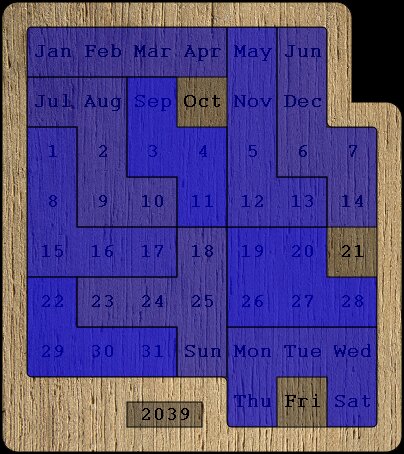 Jan Feb Mar Apr May Jun
Jul Aug Sep Oct Nov Dec
1 2 3 4 5 6 7
8 9 10 11 12 13 14
15 16 17 18 19 20 21
22 23 24 25 26 27 28
29 30 31 Sun Mon Tue Wed
Thu Fri Sat
2039